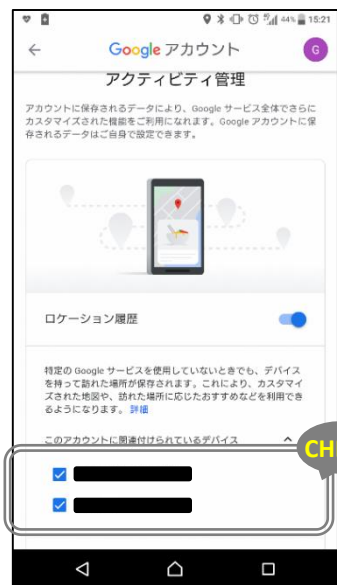 44% 15:21
Google アカウント
G
アクティビティ管理
アカウントに保存されるデータにより、Google サービス全体でさらに
カスタマイズされた機能をご利用になれます。Google アカウントに保
存されるデータはご自身で設定できます。
ロケーション履歴
特定の Google サービスを使用していないときでも、デバイス
を持って訪れた場所が保存されます。これにより、カスタマイ
ズされた地図や、訪れた場所に応じたおすすめなどを利用でき
るようになります。 詳細
このアカウントに関連付けられているデバイス